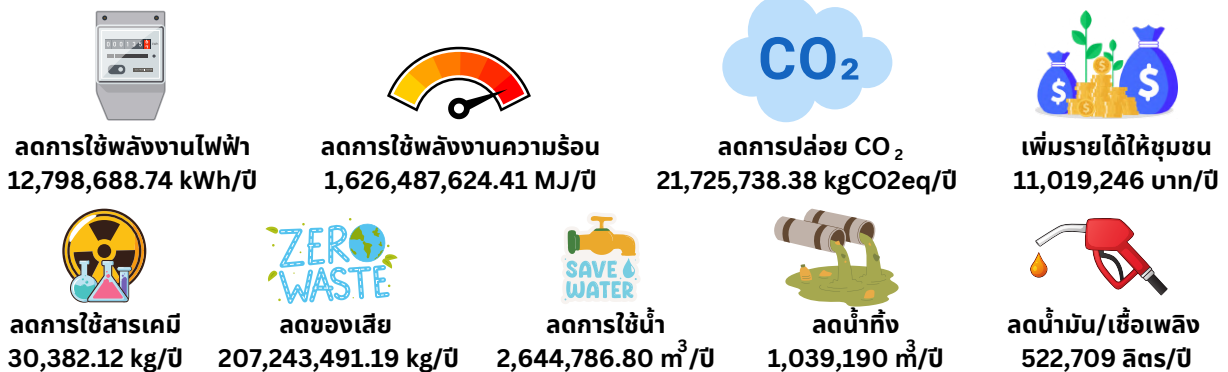 000135
CO₂
$ $ $
ลดการใช้พลังงานไฟฟ้า
12,798,688.74 kWh/ปี
ลดการใช้พลังงานความร้อน
1,626,487,624.41 MJ/ปี
ลดการปล่อย CO₂
21,725,738.38 kgCO2eq/ปี
เพิ่มรายได้ให้ชุมชน
11,019,246 บาท/ปี
ZERO
WASTE
SAVE
WATER
ลดการใช้สารเคมี
30,382.12 kg/ปี
ลดของเสีย
207,243,491.19 kg/ปี
ลดการใช้น้ำ
2,644,786.80 m³/ปี
ลดน้ำทิ้ง
1,039,190 m³/ปี
ลดน้ำมัน/เชื้อเพลิง
522,709 ลิตร/ปี